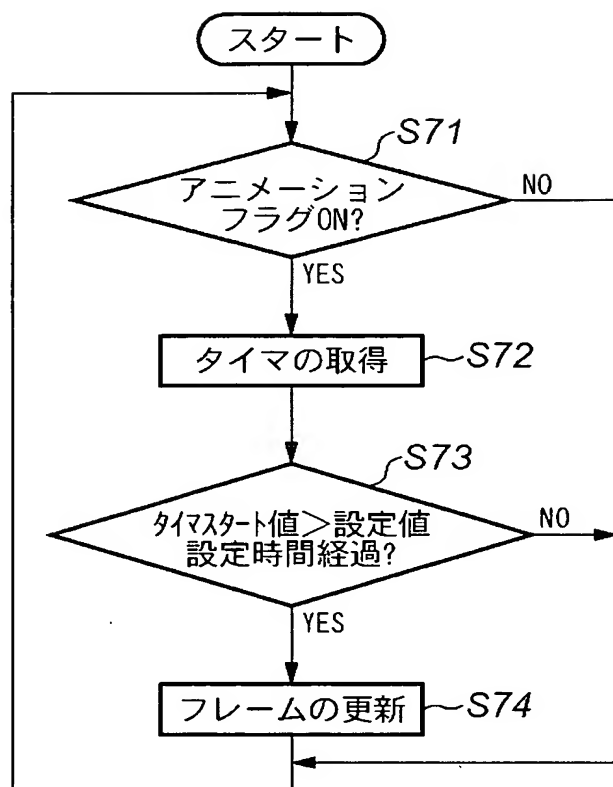 スタート
S71
アニメーション
フラグON?
NO
YES
タイマの取得
S72
S73
タイマスタート値>設定値
設定時間経過?
NO
YES
フレームの更新
S74